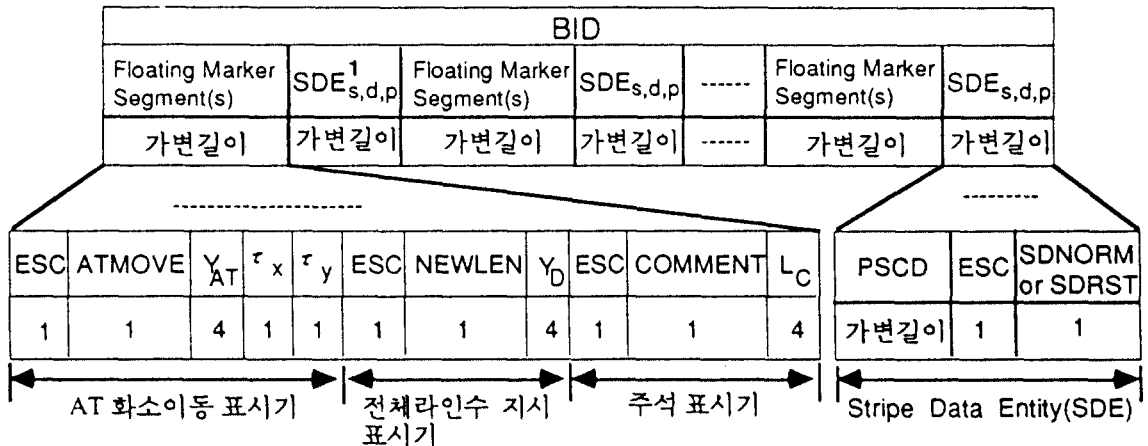 BID
Floating Marker Segment(s) SDE¹s,d,p Floating Marker Segment(s) SDEs,d,p ------ Floating Marker Segment(s) SDEs,d,p
가변길이 가변길이 가변길이 가변길이 ------ 가변길이 가변길이
ESC ATMOVE YAT τx τy ESC NEWLEN YD ESC COMMENT LC PSCD ESC SDNORM or SDRST
1 1 4 1 1 1 1 4 1 1 4 가변길이 1 1
AT 화소이동 표시기 전체라인수 지시 표시기 주석 표시기 Stripe Data Entity(SDE)